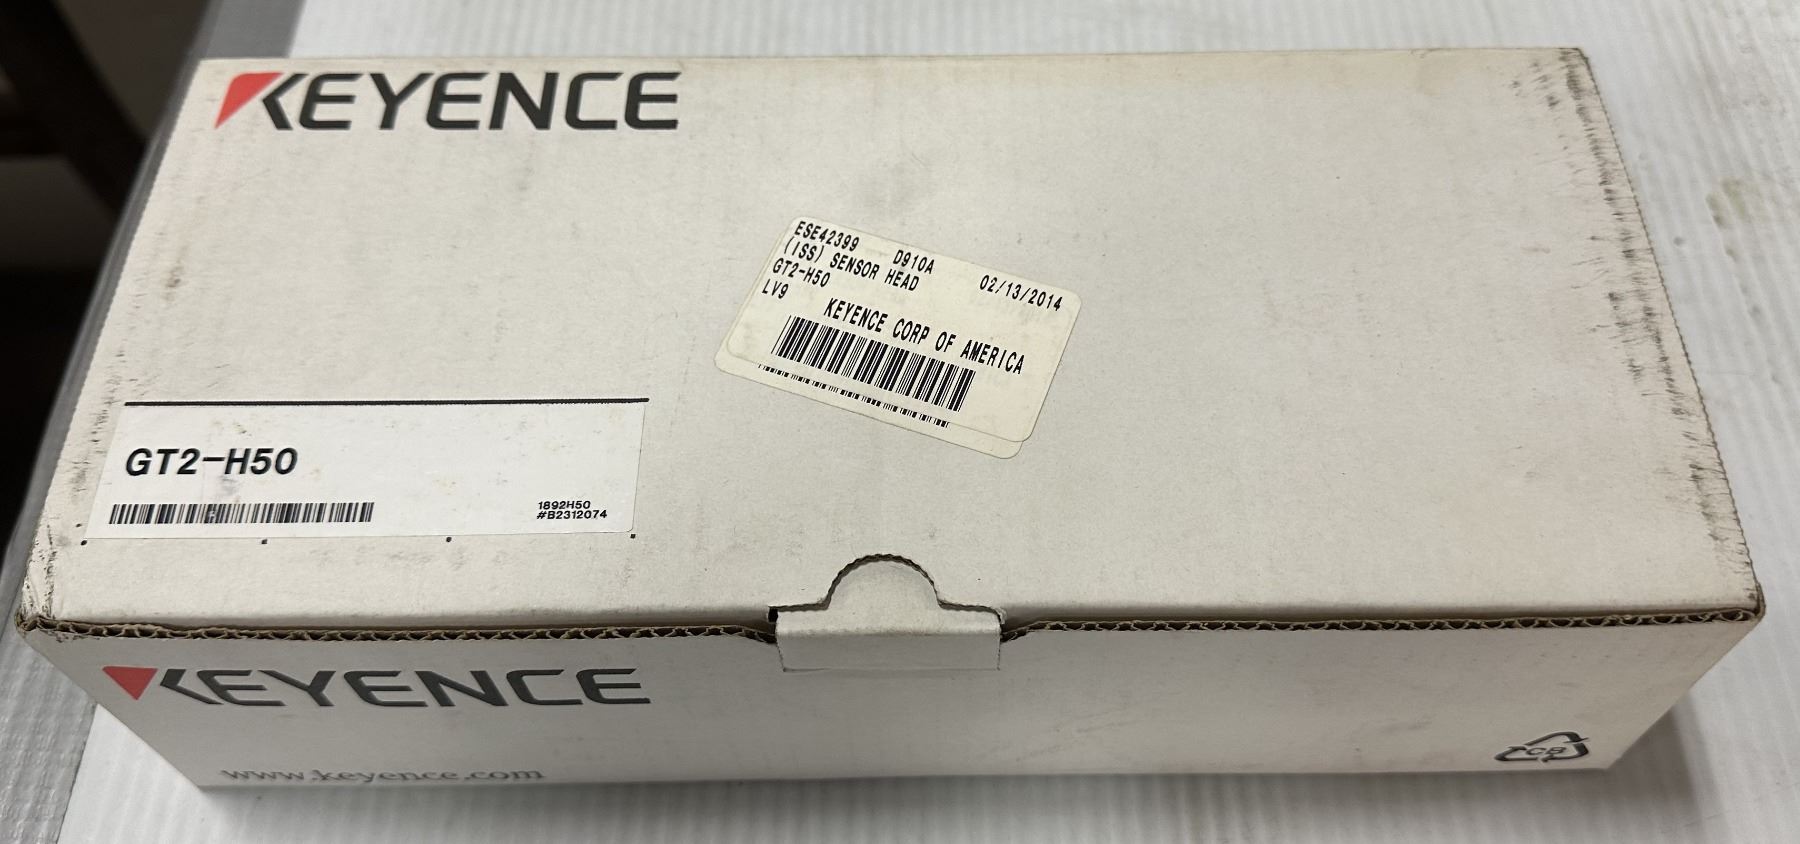 KEYENCE
ESE42399 D910A 02/13/2014
(ISS) SENSOR HEAD
GT2-H50
LV9
KEYENCE CORP OF AMERICA
GT2-H50
1892H50
#B2312074
KEYENCE
www.keyence.com
TCB